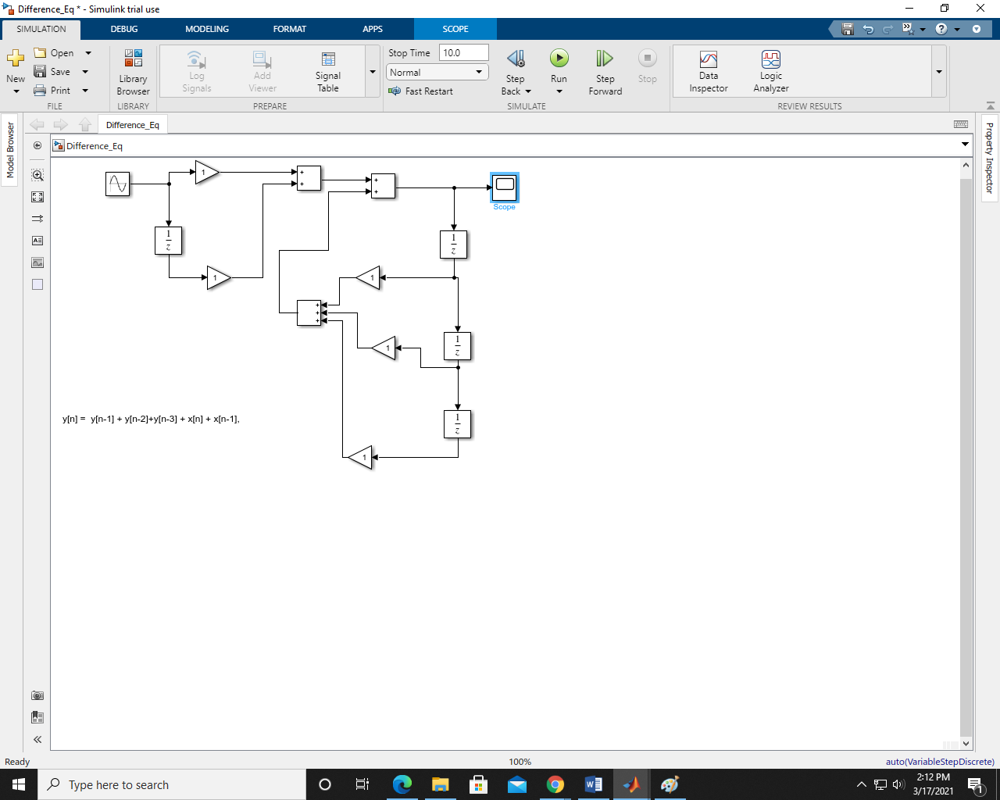 Difference_Eq * - Simulink trial use
SIMULATION DEBUG MODELING FORMAT APPS SCOPE
New
Open
Save
Print
FILE
Library Browser
LIBRARY
Log Signals
Add Viewer
Signal Table
PREPARE
Stop Time 10.0
Normal
Fast Restart
Step Back
Run
Step Forward
Stop
SIMULATE
Data Inspector
Logic Analyzer
REVIEW RESULTS
Model Browser
Difference_Eq
Property Inspector
Difference_Eq
1
+
+
+
+
Scope
1
z
1
z
1
1
+
+
+
1
z
1
y[n] = y[n-1] + y[n-2]+y[n-3] + x[n] + x[n-1],
1
z
1
Ready 100% auto(VariableStepDiscrete)
Type here to search
2:12 PM
3/17/2021
1